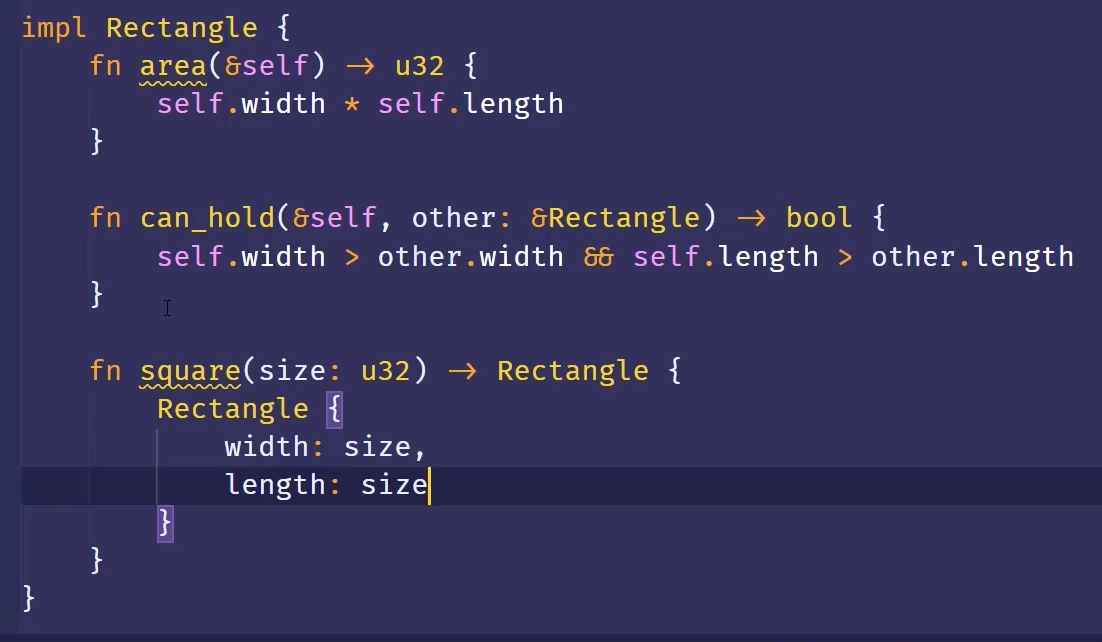 impl Rectangle {
    fn area(&self) -> u32 {
        self.width * self.length
    }

    fn can_hold(&self, other: &Rectangle) -> bool {
        self.width > other.width && self.length > other.length
    }

    fn square(size: u32) -> Rectangle {
        Rectangle {
            width: size,
            length: size
        }
    }
}